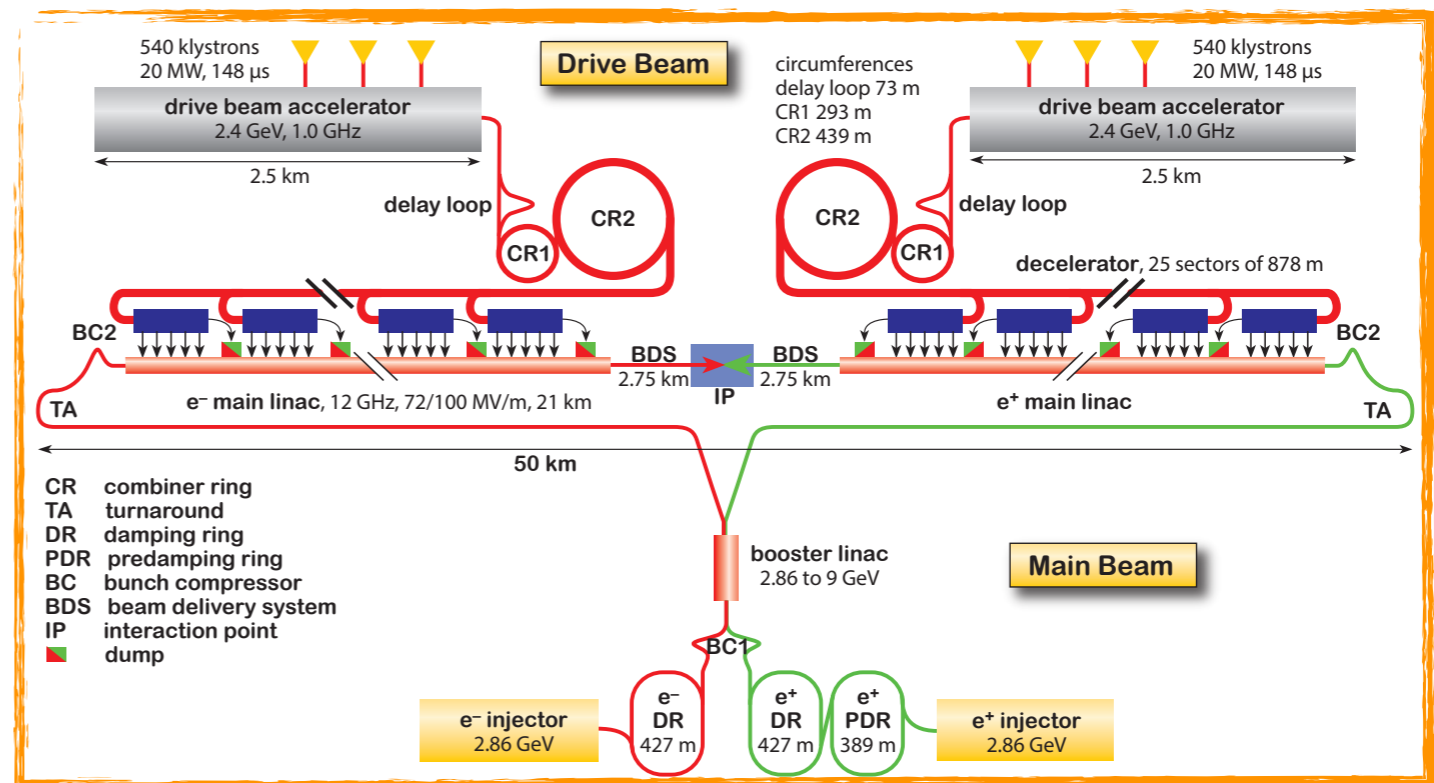 540 klystrons
20 MW, 148 µs
Drive Beam
circumferences
delay loop 73 m
CR1 293 m
CR2 439 m
540 klystrons
20 MW, 148 µs
drive beam accelerator
2.4 GeV, 1.0 GHz
drive beam accelerator
2.4 GeV, 1.0 GHz
2.5 km
2.5 km
delay loop
CR2
CR1
CR2
delay loop
CR1
decelerator, 25 sectors of 878 m
BC2
BDS
2.75 km
BDS
2.75 km
IP
BC2
TA
e⁻ main linac, 12 GHz, 72/100 MV/m, 21 km
e⁺ main linac
TA
50 km
CR combiner ring
TA turnaround
DR damping ring
PDR predamping ring
BC bunch compressor
BDS beam delivery system
IP interaction point
dump
booster linac
2.86 to 9 GeV
Main Beam
BC1
e⁻ injector
2.86 GeV
e⁻
DR
427 m
e⁺
DR
427 m
e⁺
PDR
389 m
e⁺ injector
2.86 GeV